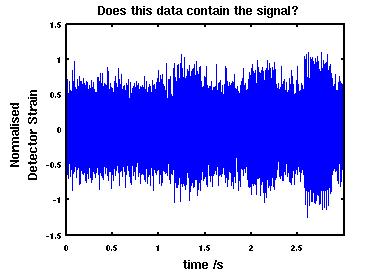 Does this data contain the signal?
1.5
1
0.5
0
-0.5
-1
-1.5
Normalised
Detector Strain
0 0.5 1 1.5 2 2.5
time /s